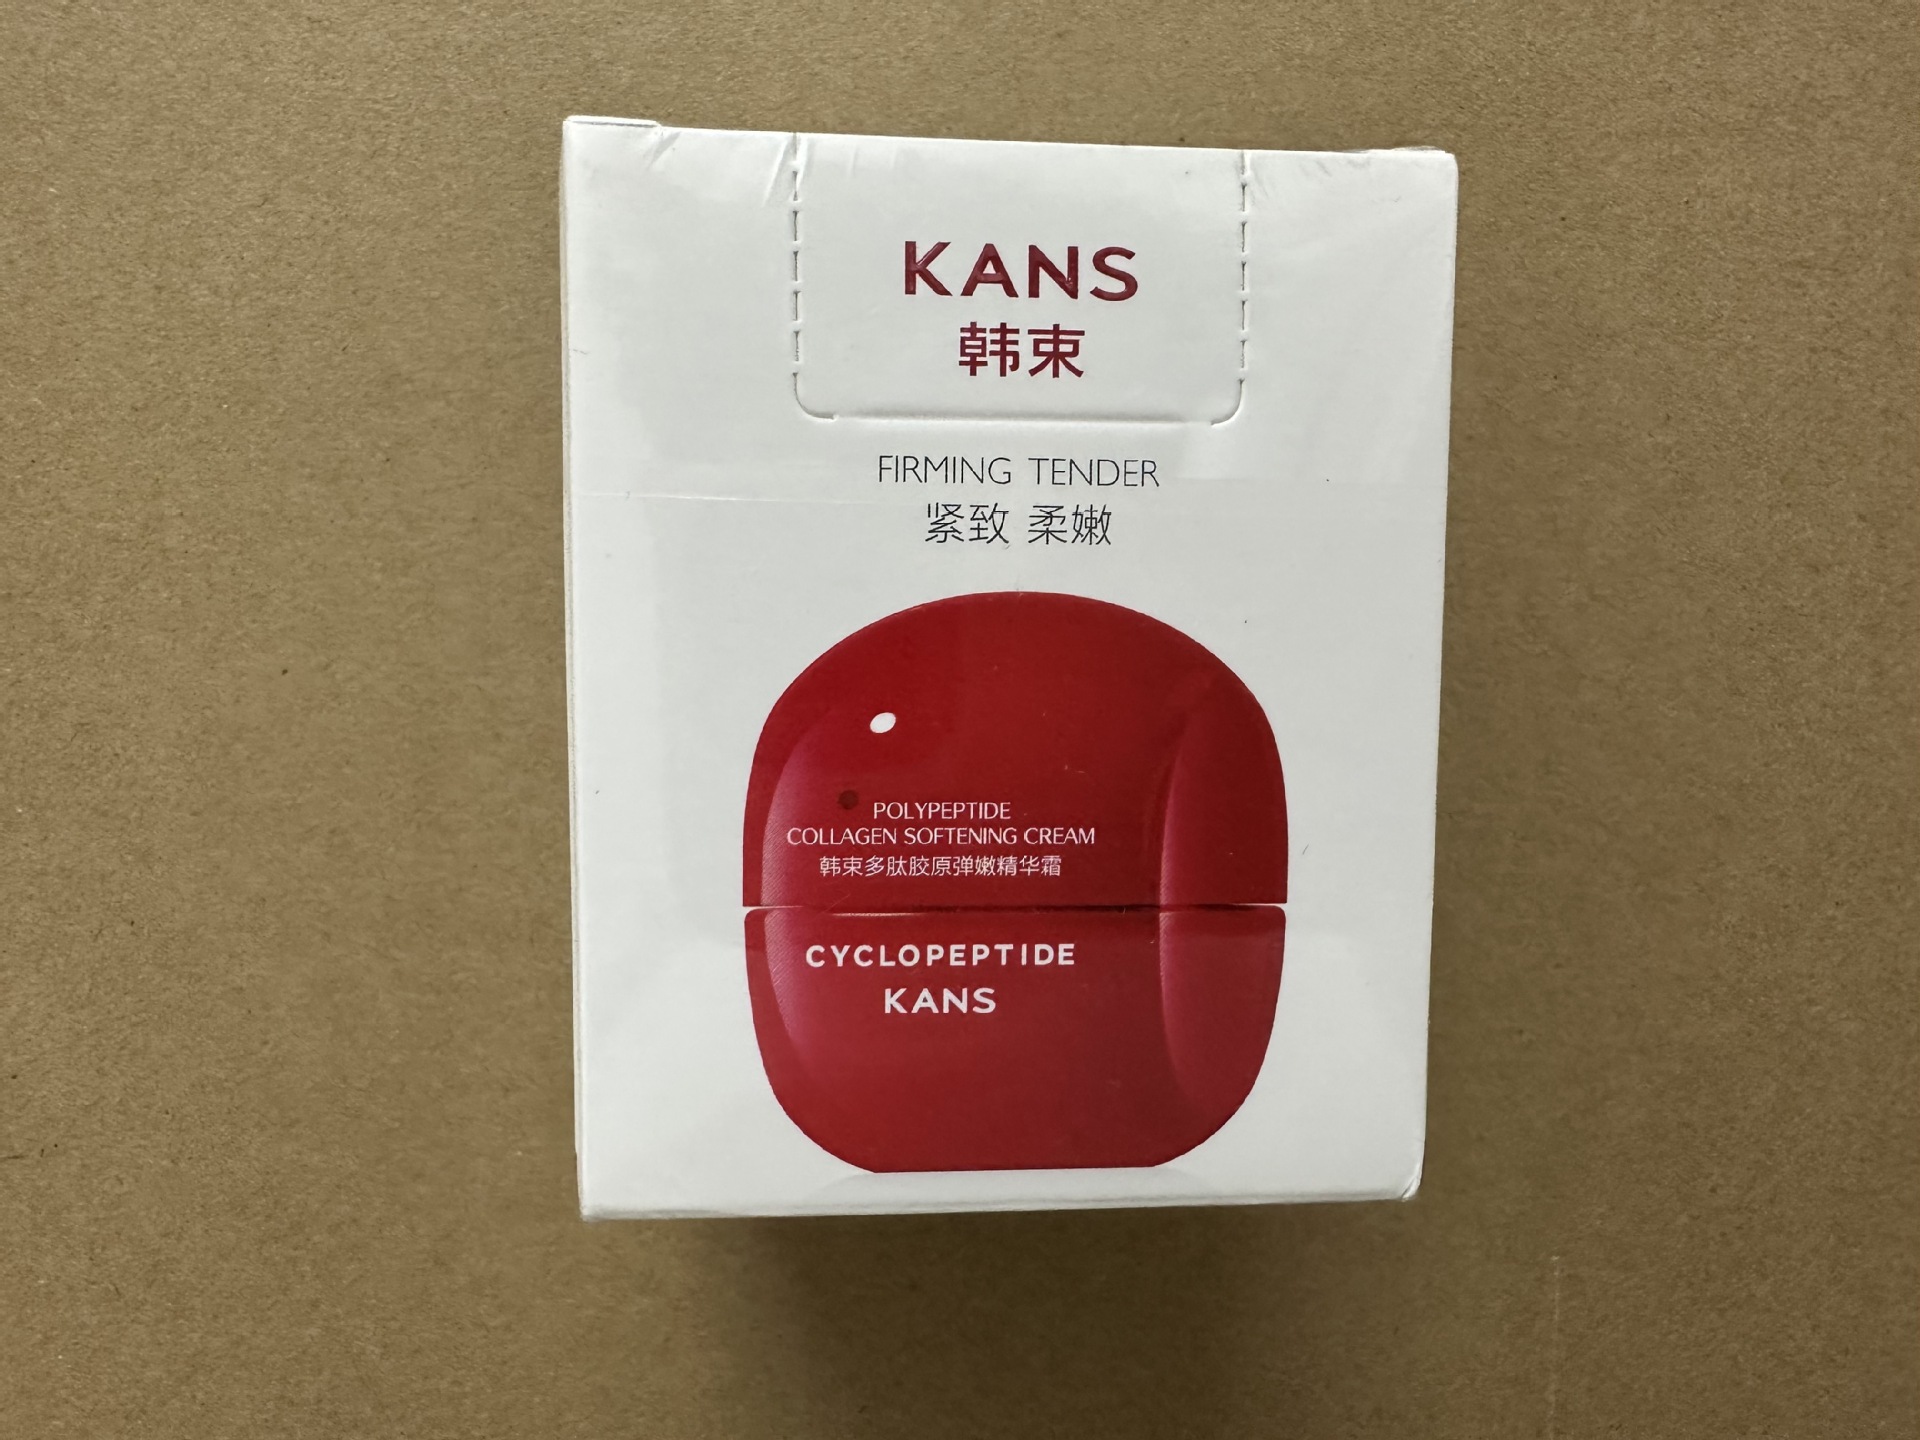 KANS
韩束
FIRMING TENDER
紧致 柔嫩
POLYPEPTIDE
COLLAGEN SOFTENING CREAM
韩束多肽胶原弹嫩精华霜
CYCLOPEPTIDE
KANS